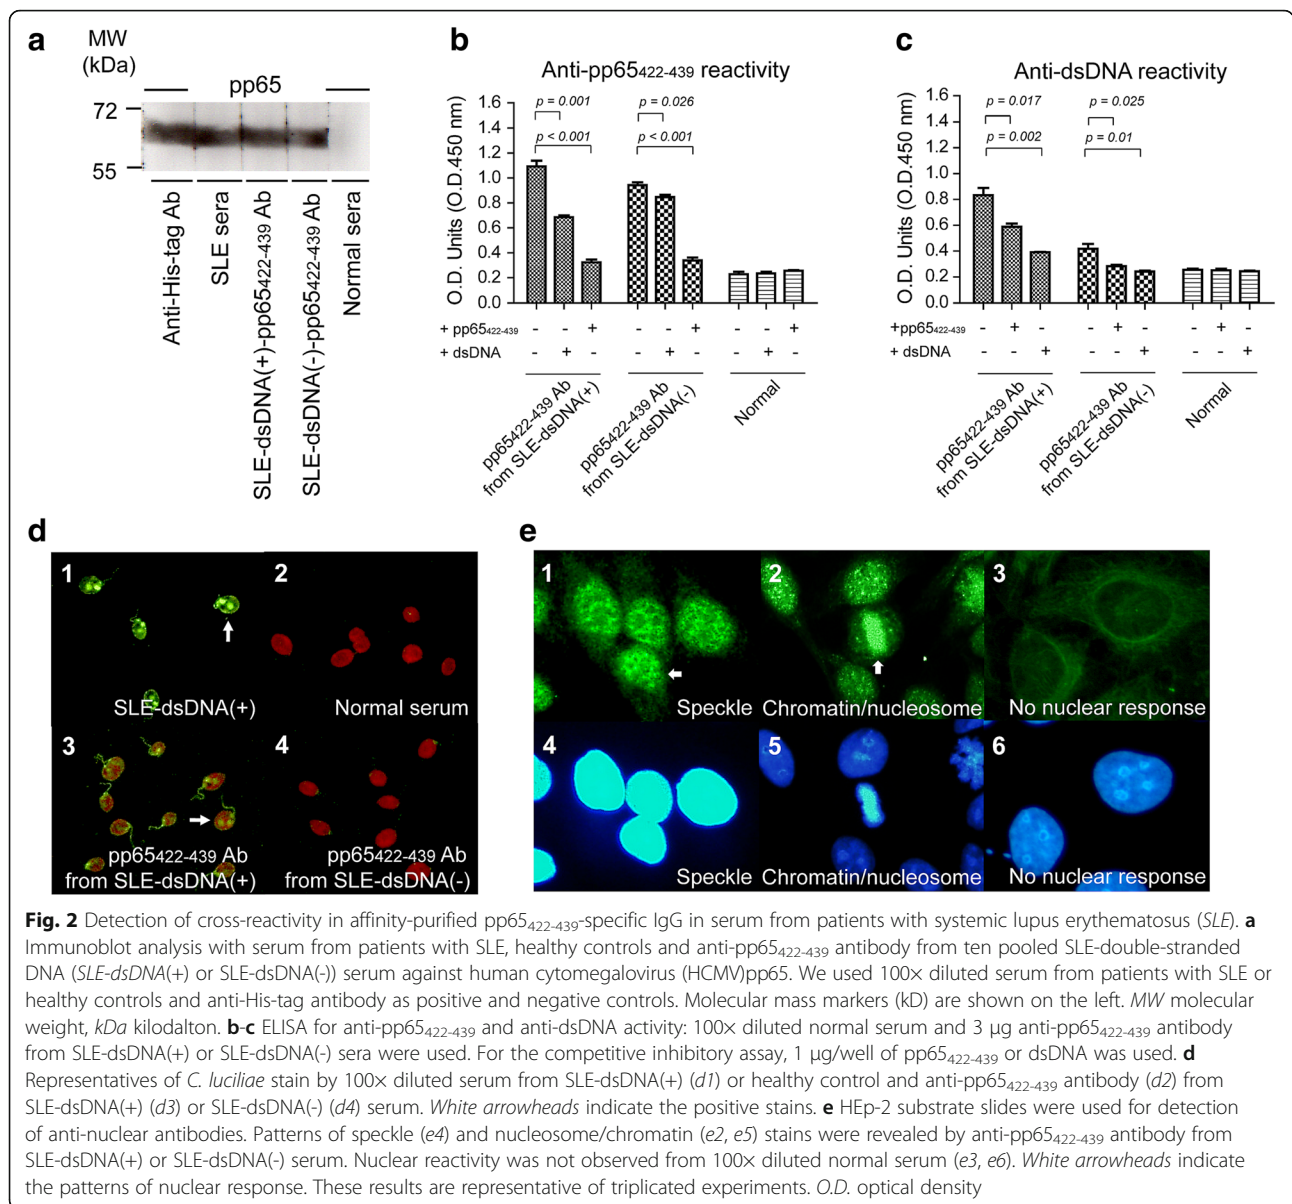 a
MW
(kDa)
pp65
72
55
Anti-His-tag Ab
SLE sera
SLE-dsDNA(+)-pp65422-439 Ab
SLE-dsDNA(-)-pp65422-439 Ab
Normal sera
b
Anti-pp65422-439 reactivity
O.D. Units (O.D.450 nm)
1.6
1.4
1.2
1.0
0.8
0.6
0.4
0.2
0.0
p = 0.001
p < 0.001
p = 0.026
p < 0.001
+ pp65422-439 - - + - - + - - +
+ dsDNA - + - - + - - + -
pp65422-439 Ab
from SLE-dsDNA(+)
pp65422-439 Ab
from SLE-dsDNA(-)
Normal
c
Anti-dsDNA reactivity
O.D. Units (O.D.450 nm)
1.6
1.4
1.2
1.0
0.8
0.6
0.4
0.2
0.0
p = 0.017
p = 0.002
p = 0.025
p = 0.01
+pp65422-439 - + - - + - - + -
+ dsDNA - - + - - + - - +
pp65422-439 Ab
from SLE-dsDNA(+)
pp65422-439 Ab
from SLE-dsDNA(-)
Normal
d
1
SLE-dsDNA(+)
2
Normal serum
3
pp65422-439 Ab
from SLE-dsDNA(+)
4
pp65422-439 Ab
from SLE-dsDNA(-)
e
1
Speckle
2
Chromatin/nucleosome
3
No nuclear response
4
Speckle
5
Chromatin/nucleosome
6
No nuclear response
Fig. 2 Detection of cross-reactivity in affinity-purified pp65422-439-specific IgG in serum from patients with systemic lupus erythematosus (SLE). a
Immunoblot analysis with serum from patients with SLE, healthy controls and anti-pp65422-439 antibody from ten pooled SLE-double-stranded
DNA (SLE-dsDNA(+) or SLE-dsDNA(-)) serum against human cytomegalovirus (HCMV)pp65. We used 100× diluted serum from patients with SLE or
healthy controls and anti-His-tag antibody as positive and negative controls. Molecular mass markers (kD) are shown on the left. MW molecular
weight, kDa kilodalton. b-c ELISA for anti-pp65422-439 and anti-dsDNA activity: 100× diluted normal serum and 3 μg anti-pp65422-439 antibody
from SLE-dsDNA(+) or SLE-dsDNA(-) sera were used. For the competitive inhibitory assay, 1 μg/well of pp65422-439 or dsDNA was used. d
Representatives of C. luciliae stain by 100× diluted serum from SLE-dsDNA(+) (d1) or healthy control and anti-pp65422-439 antibody (d2) from
SLE-dsDNA(+) (d3) or SLE-dsDNA(-) (d4) serum. White arrowheads indicate the positive stains. e HEp-2 substrate slides were used for detection
of anti-nuclear antibodies. Patterns of speckle (e4) and nucleosome/chromatin (e2, e5) stains were revealed by anti-pp65422-439 antibody from
SLE-dsDNA(+) or SLE-dsDNA(-) serum. Nuclear reactivity was not observed from 100× diluted normal serum (e3, e6). White arrowheads indicate
the patterns of nuclear response. These results are representative of triplicated experiments. O.D. optical density